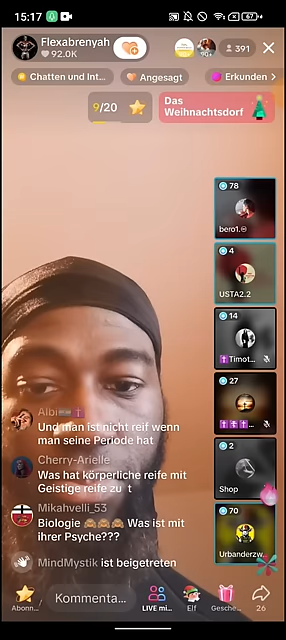 15:17
67
Flexabrenyah
92.0K
90+
391
Chatten und Int...
Angesagt
Erkunden >
9/20
Das
Weihnachtsdorf
78
bero1.
4
USTA2.2
14
Timot...
27
2
Shop
70
Urbanderzw...
Albi
Und man ist nicht reif wenn
man seine Periode hat
Cherry-Arielle
Was hat körperliche reife mit
Geistige reife zu t
Mikahvelli_53
Biologie 🙈🙈🙈 Was ist mit
ihrer Psyche???
MindMystik ist beigetreten
Abonn...
Kommenta...
LIVE mi...
Elf
Gesche...
26